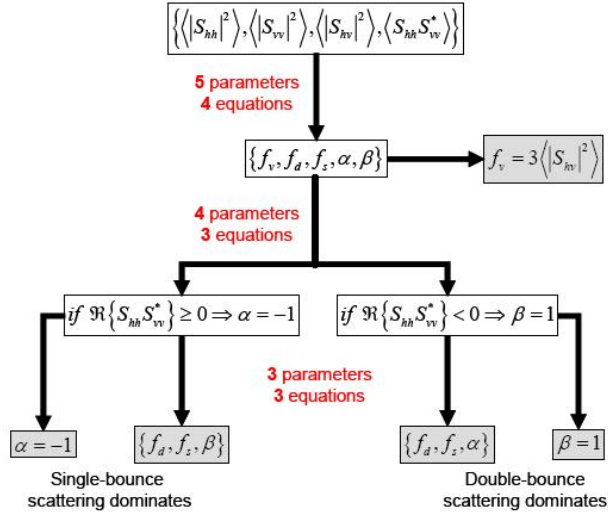 {⟨|S_hh|²⟩,⟨|S_vv|²⟩,⟨|S_hv|²⟩,⟨S_hh S_vv^*⟩}
5 parameters
4 equations
{f_v, f_d, f_s, α, β}
f_v = 3⟨|S_hv|²⟩
4 parameters
3 equations
if ℜ{S_hh S_vv^*} ≥ 0 ⇒ α = −1
if ℜ{S_hh S_vv^*} < 0 ⇒ β = 1
3 parameters
3 equations
α = −1
{f_d, f_s, β}
{f_d, f_s, α}
β = 1
Single-bounce
scattering dominates
Double-bounce
scattering dominates